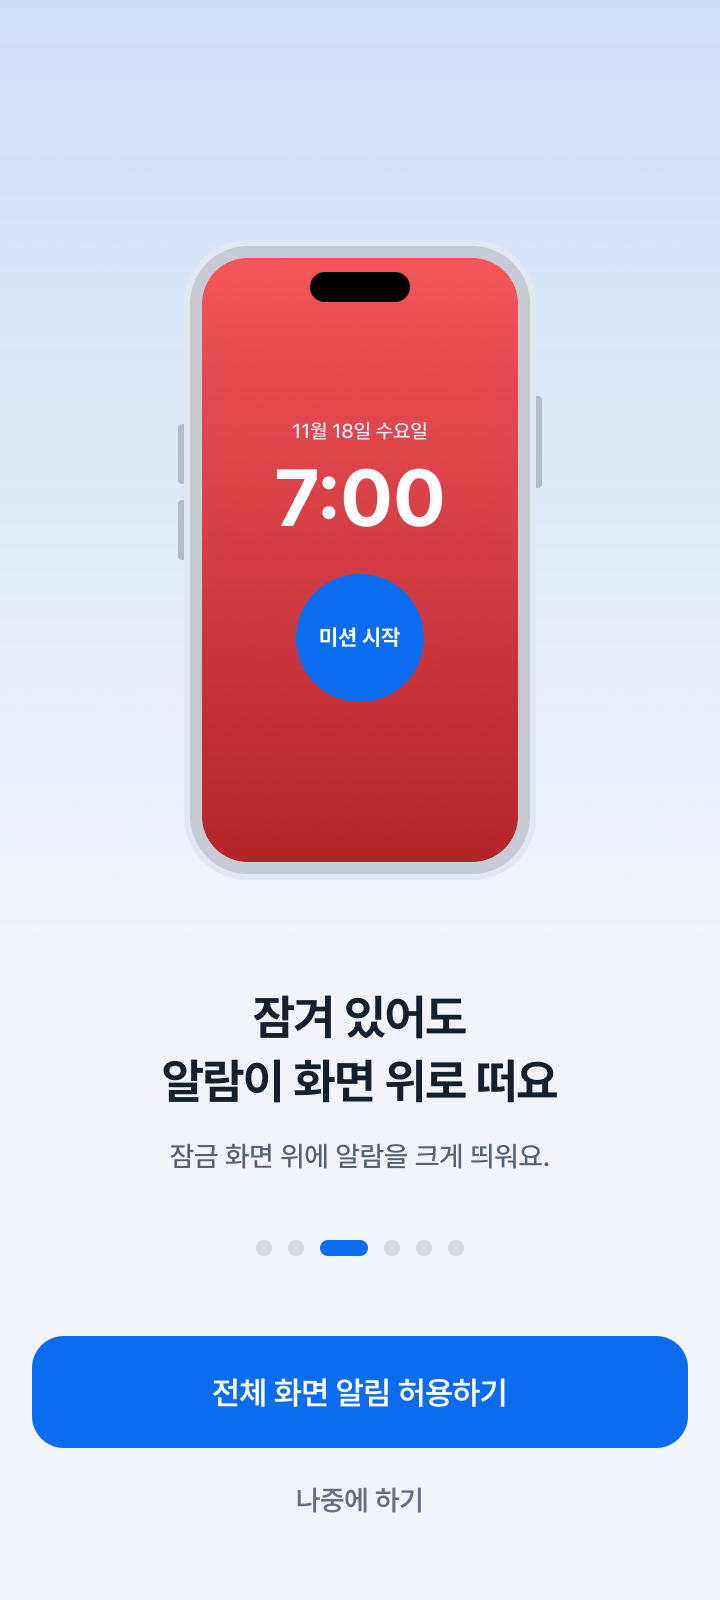 11월 18일 수요일
7:00
미션 시작
잠겨 있어도
알람이 화면 위로 떠요
잠금 화면 위에 알람을 크게 띄워요.
전체 화면 알림 허용하기
나중에 하기